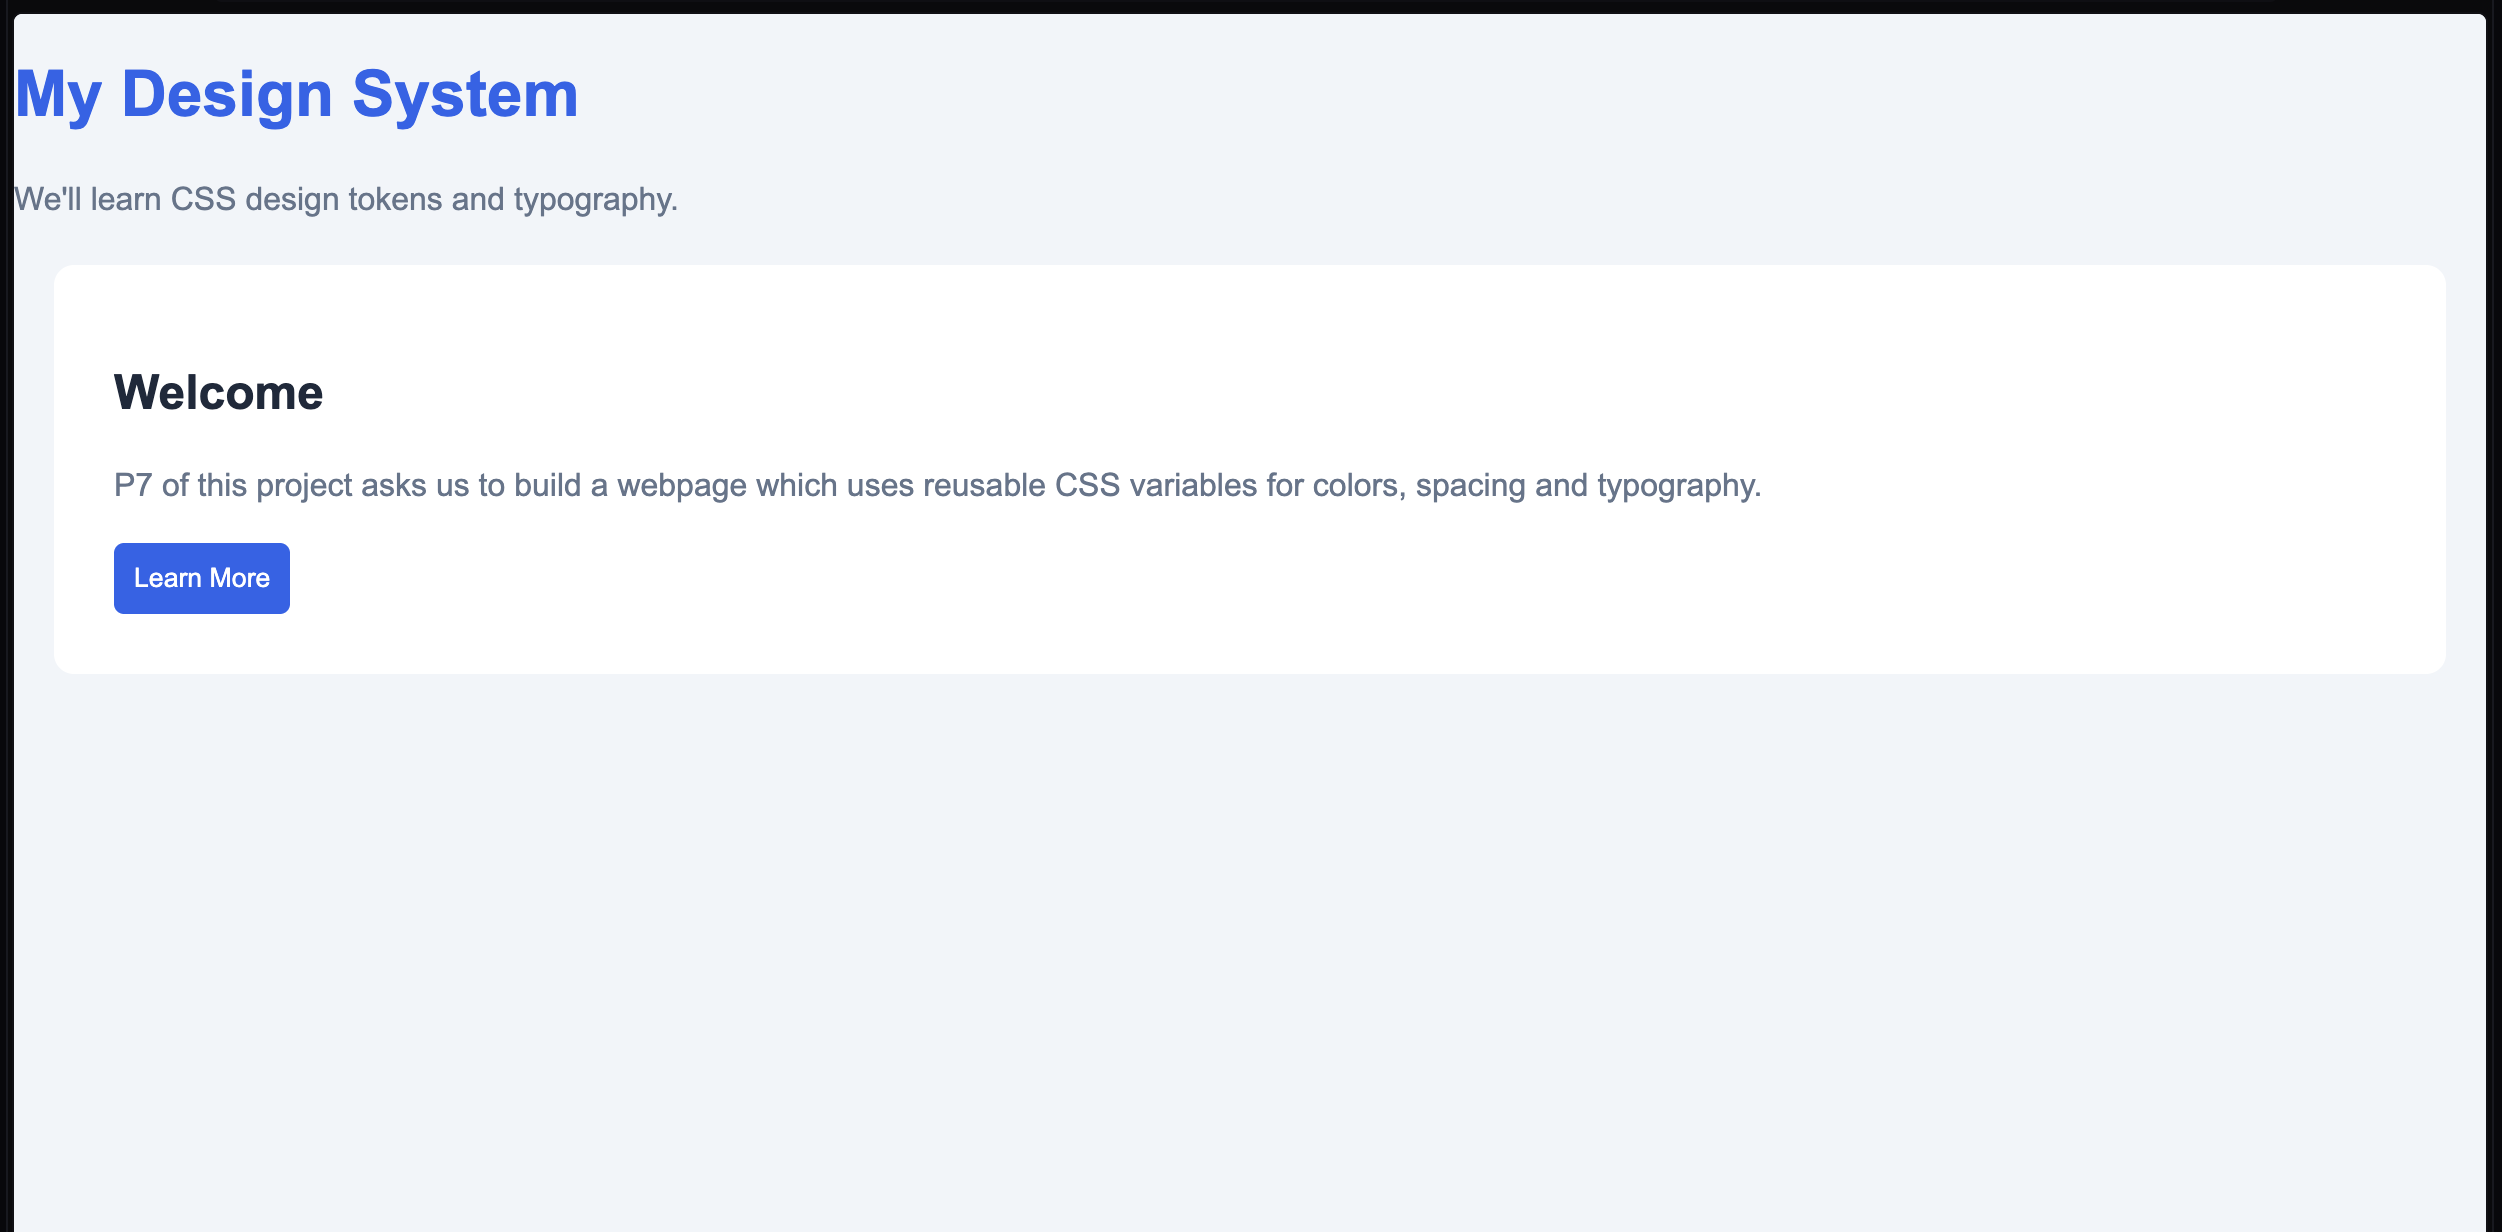 My Design System
We'll learn CSS design tokens and typography.
Welcome
P7 of this project asks us to build a webpage which uses reusable CSS variables for colors, spacing and typography.
Learn More